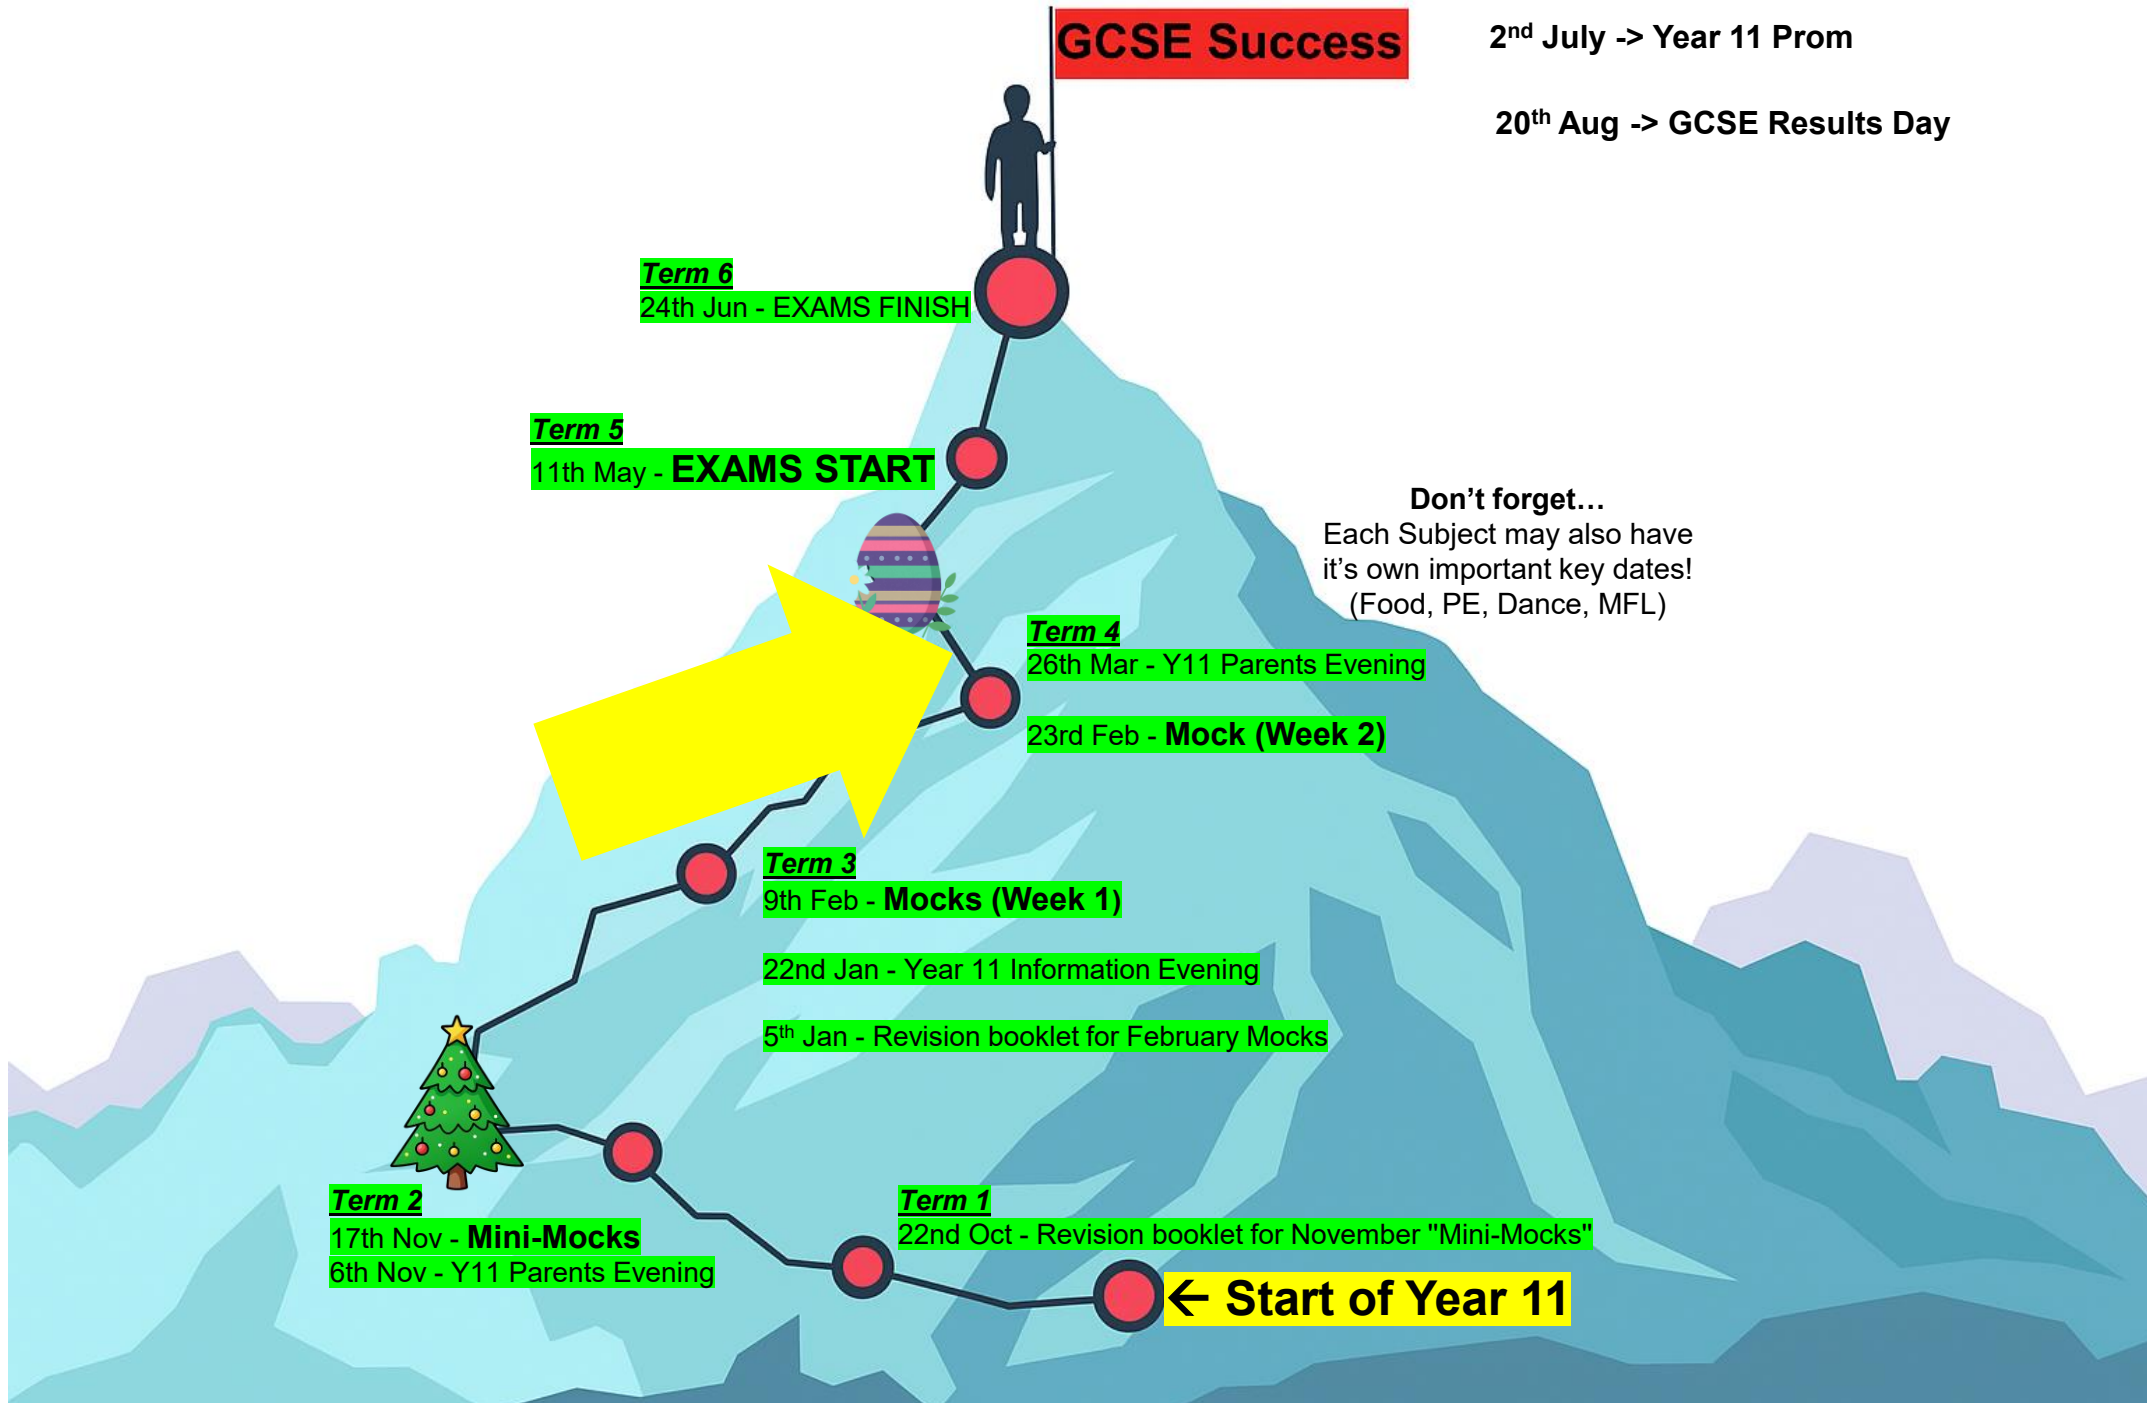 GCSE Success
2nd July -> Year 11 Prom
20th Aug -> GCSE Results Day
Term 6
24th Jun - EXAMS FINISH
Term 5
11th May - EXAMS START
Don’t forget…
Each Subject may also have
it’s own important key dates!
(Food, PE, Dance, MFL)
Term 4
26th Mar - Y11 Parents Evening
23rd Feb - Mock (Week 2)
Term 3
9th Feb - Mocks (Week 1)
22nd Jan - Year 11 Information Evening
5th Jan - Revision booklet for February Mocks
Term 2
17th Nov - Mini-Mocks
6th Nov - Y11 Parents Evening
Term 1
22nd Oct - Revision booklet for November "Mini-Mocks"
← Start of Year 11